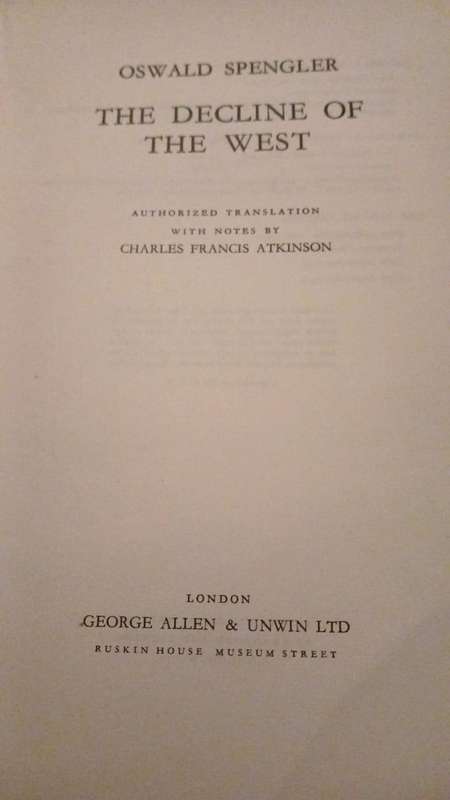 OSWALD SPENGLER
THE DECLINE OF
THE WEST
AUTHORIZED TRANSLATION
WITH NOTES BY
CHARLES FRANCIS ATKINSON
LONDON
GEORGE ALLEN & UNWIN LTD
RUSKIN HOUSE MUSEUM STREET